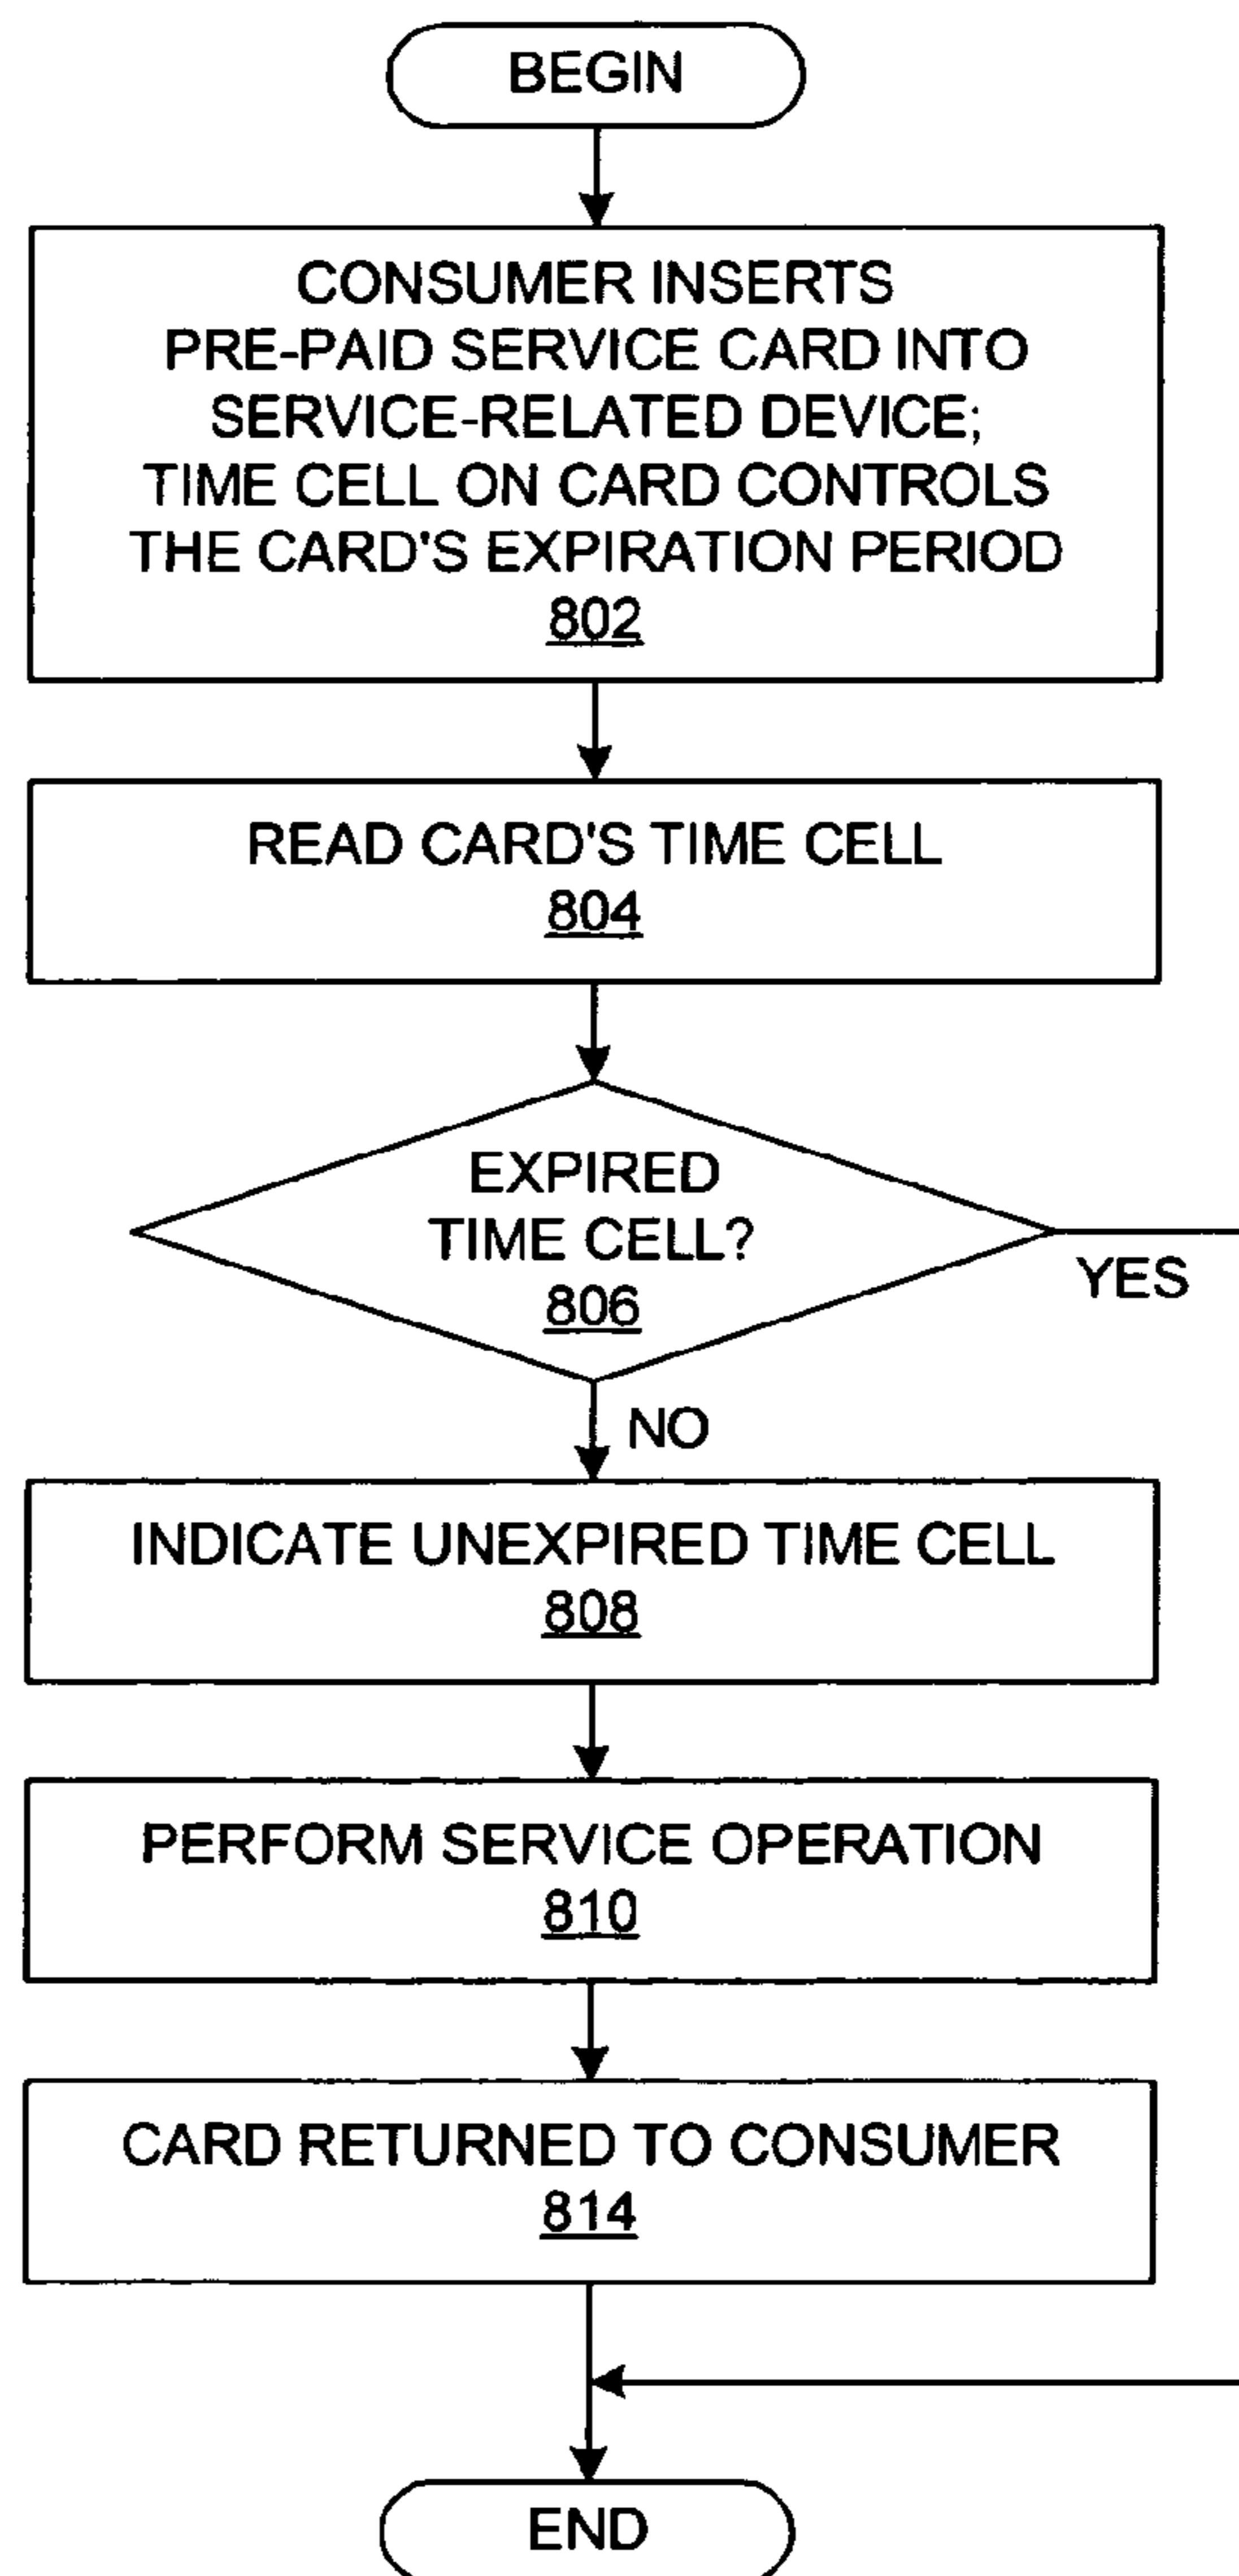 BEGIN
CONSUMER INSERTS
PRE-PAID SERVICE CARD INTO
SERVICE-RELATED DEVICE;
TIME CELL ON CARD CONTROLS
THE CARD'S EXPIRATION PERIOD
802
READ CARD'S TIME CELL
804
EXPIRED
TIME CELL?
806
YES
NO
INDICATE UNEXPIRED TIME CELL
808
PERFORM SERVICE OPERATION
810
CARD RETURNED TO CONSUMER
814
END